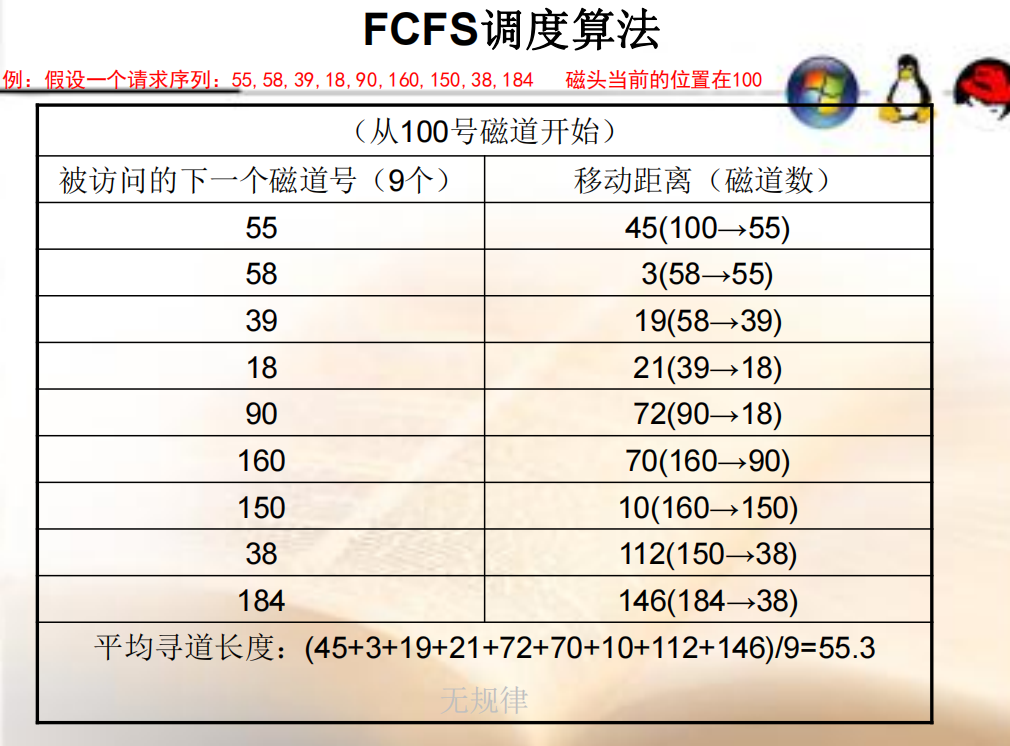 FCFS调度算法
例：假设一个请求序列：55,58,39,18,90,160,150,38,184 磁头当前的位置在100
（从100号磁道开始）
被访问的下一个磁道号（9个） 移动距离（磁道数）
55 45(100→55)
58 3(58→55)
39 19(58→39)
18 21(39→18)
90 72(90→18)
160 70(160→90)
150 10(160→150)
38 112(150→38)
184 146(184→38)
平均寻道长度：(45+3+19+21+72+70+10+112+146)/9=55.3
无规律